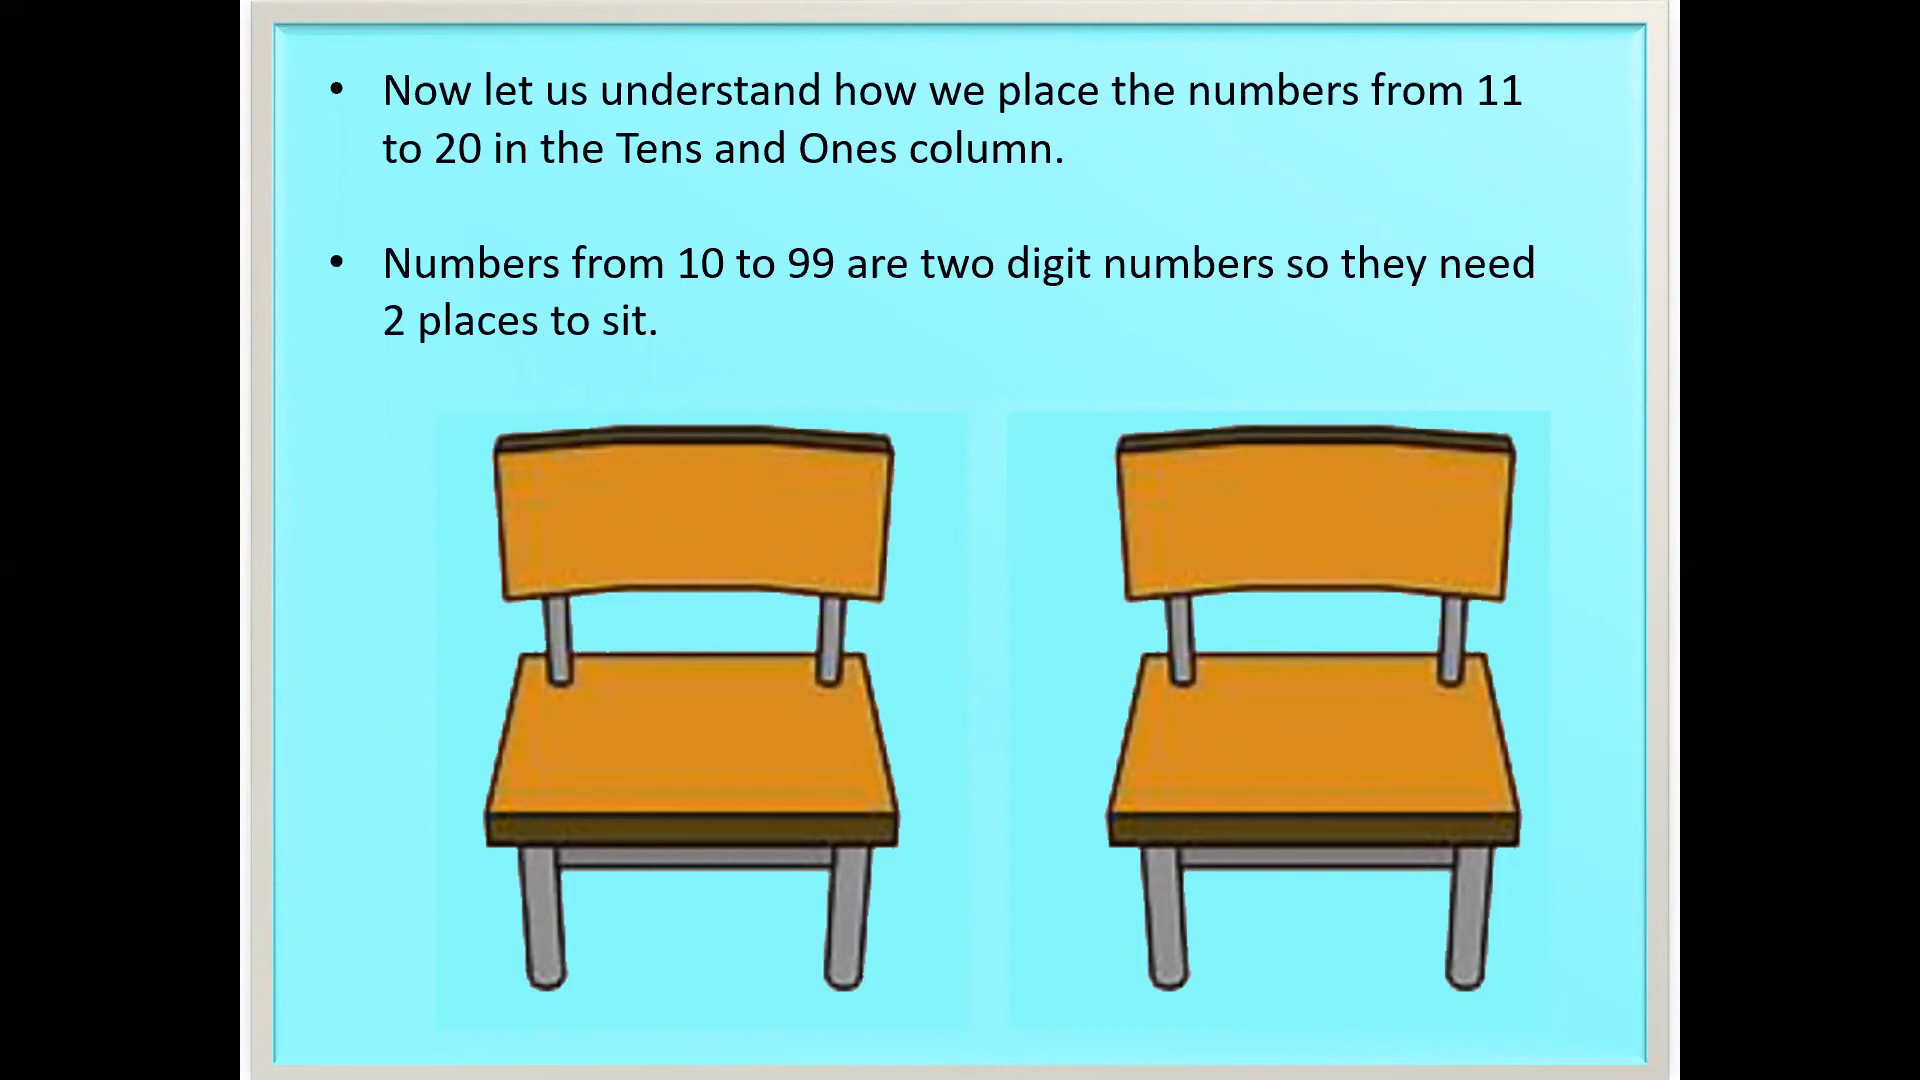 • Now let us understand how we place the numbers from 11
to 20 in the Tens and Ones column.
• Numbers from 10 to 99 are two digit numbers so they need
2 places to sit.